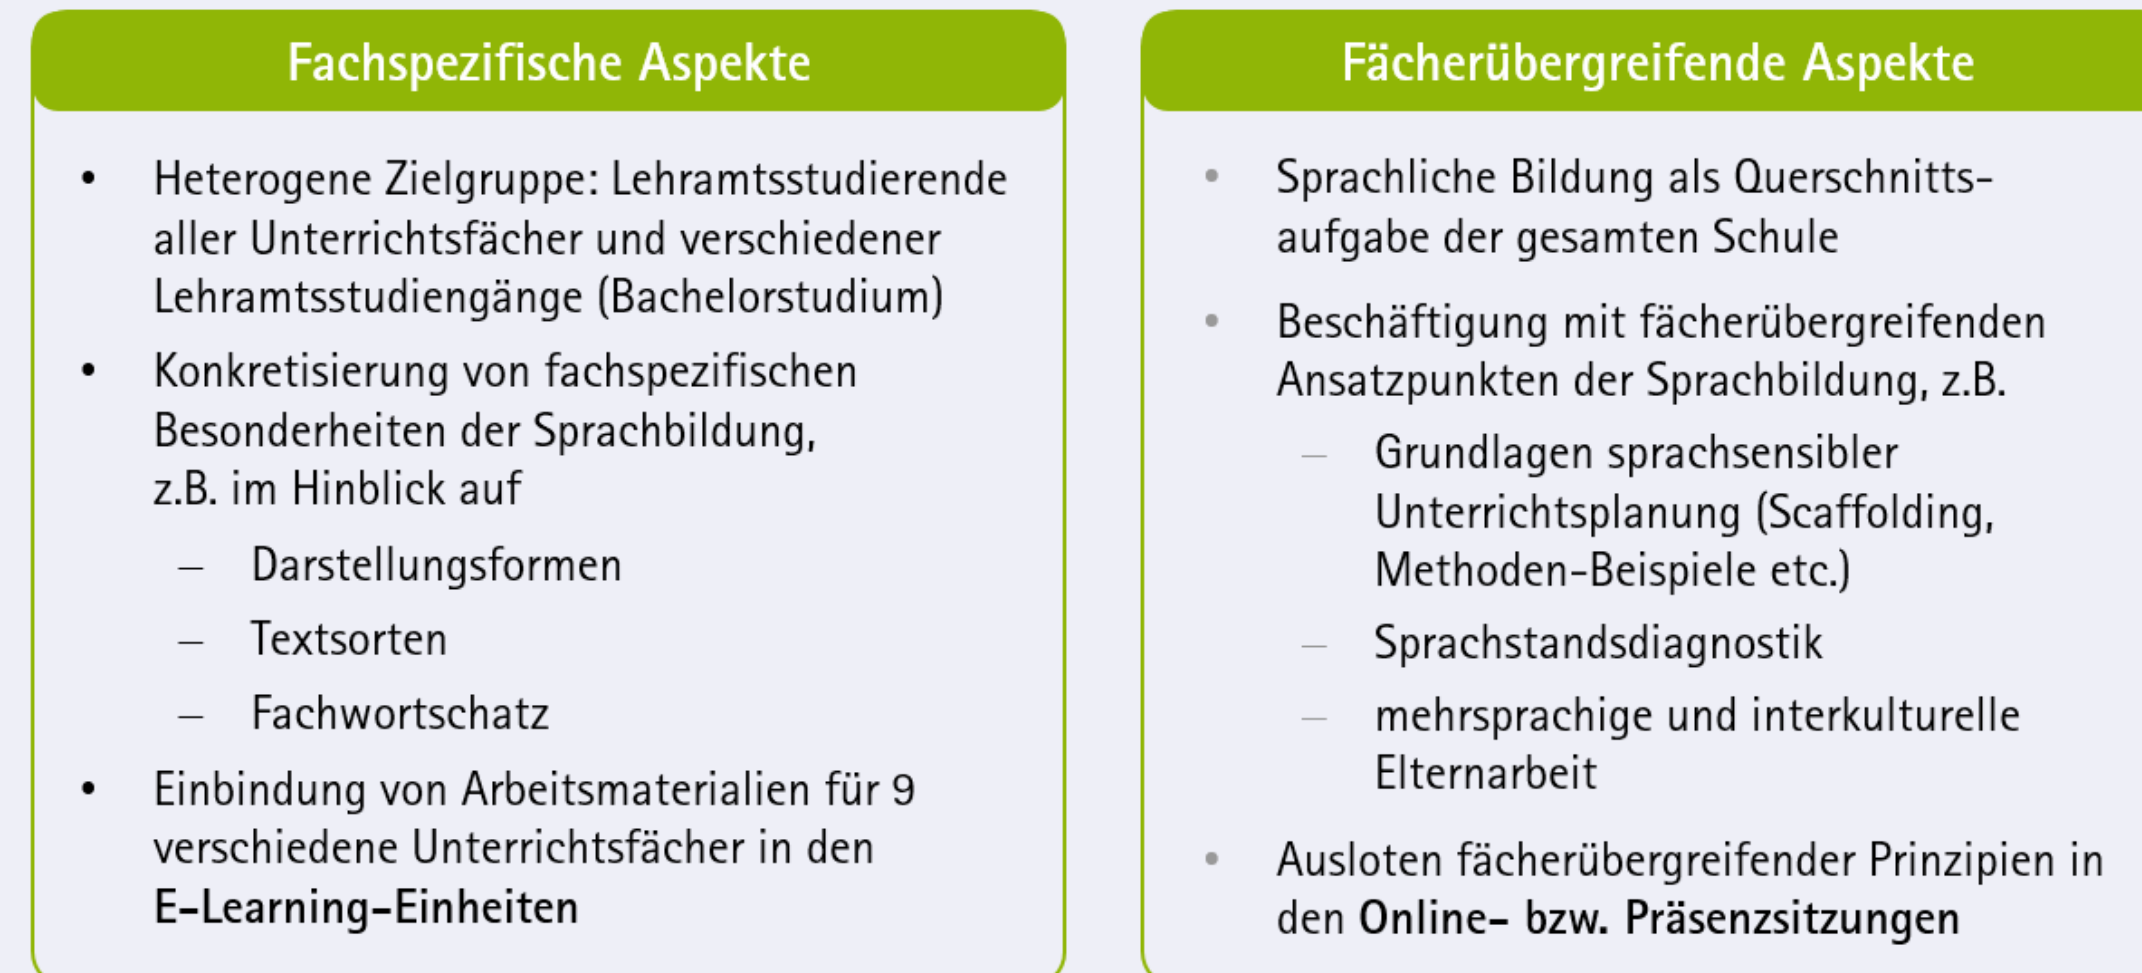 Fachspezifische Aspekte
• Heterogene Zielgruppe: Lehramtsstudierende
aller Unterrichtsfächer und verschiedener
Lehramtsstudiengänge (Bachelorstudium)
• Konkretisierung von fachspezifischen
Besonderheiten der Sprachbildung,
z.B. im Hinblick auf
– Darstellungsformen
– Textsorten
– Fachwortschatz
• Einbindung von Arbeitsmaterialien für 9
verschiedene Unterrichtsfächer in den
E-Learning-Einheiten
Fächerübergreifende Aspekte
• Sprachliche Bildung als Querschnitts-
aufgabe der gesamten Schule
• Beschäftigung mit fächerübergreifenden
Ansatzpunkten der Sprachbildung, z.B.
– Grundlagen sprachsensibler
Unterrichtsplanung (Scaffolding,
Methoden-Beispiele etc.)
– Sprachstandsdiagnostik
– mehrsprachige und interkulturelle
Elternarbeit
• Ausloten fächerübergreifender Prinzipien in
den Online- bzw. Präsenzsitzungen